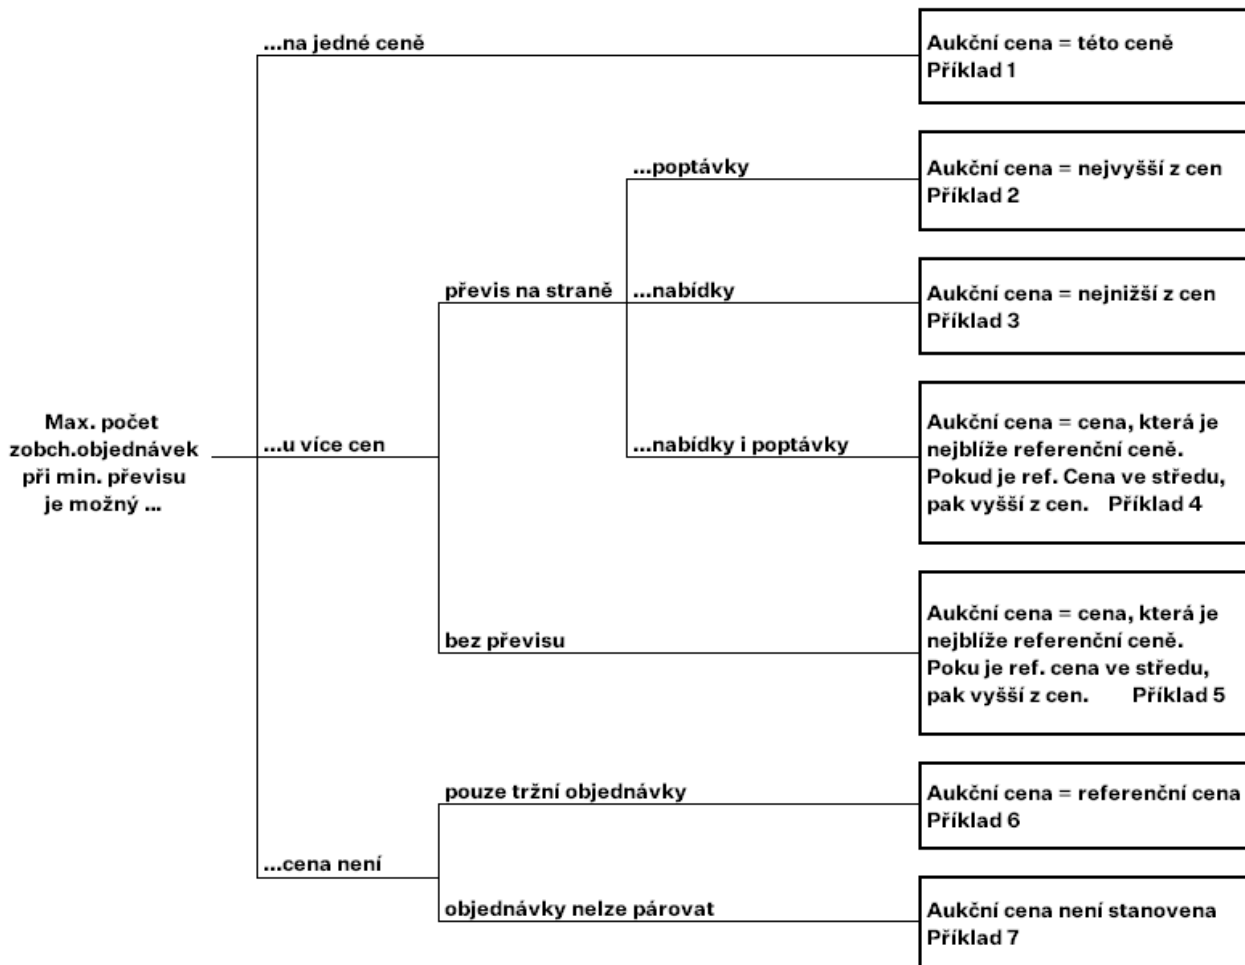 ...na jedné ceně
Aukční cena = této ceně
Příklad 1
...poptávky
Aukční cena = nejvyšší z cen
Příklad 2
převis na straně
...nabídky
Aukční cena = nejnižší z cen
Příklad 3
Max. počet
zobch.objednávek
při min. převisu
je možný ...
...u více cen
...nabídky i poptávky
Aukční cena = cena, která je
nejblíže referenční ceně.
Pokud je ref. Cena ve středu,
pak vyšší z cen. Příklad 4
bez převisu
Aukční cena = cena, která je
nejblíže referenční ceně.
Poku je ref. cena ve středu,
pak vyšší z cen. Příklad 5
pouze tržní objednávky
Aukční cena = referenční cena
Příklad 6
...cena není
objednávky nelze párovat
Aukční cena není stanovena
Příklad 7